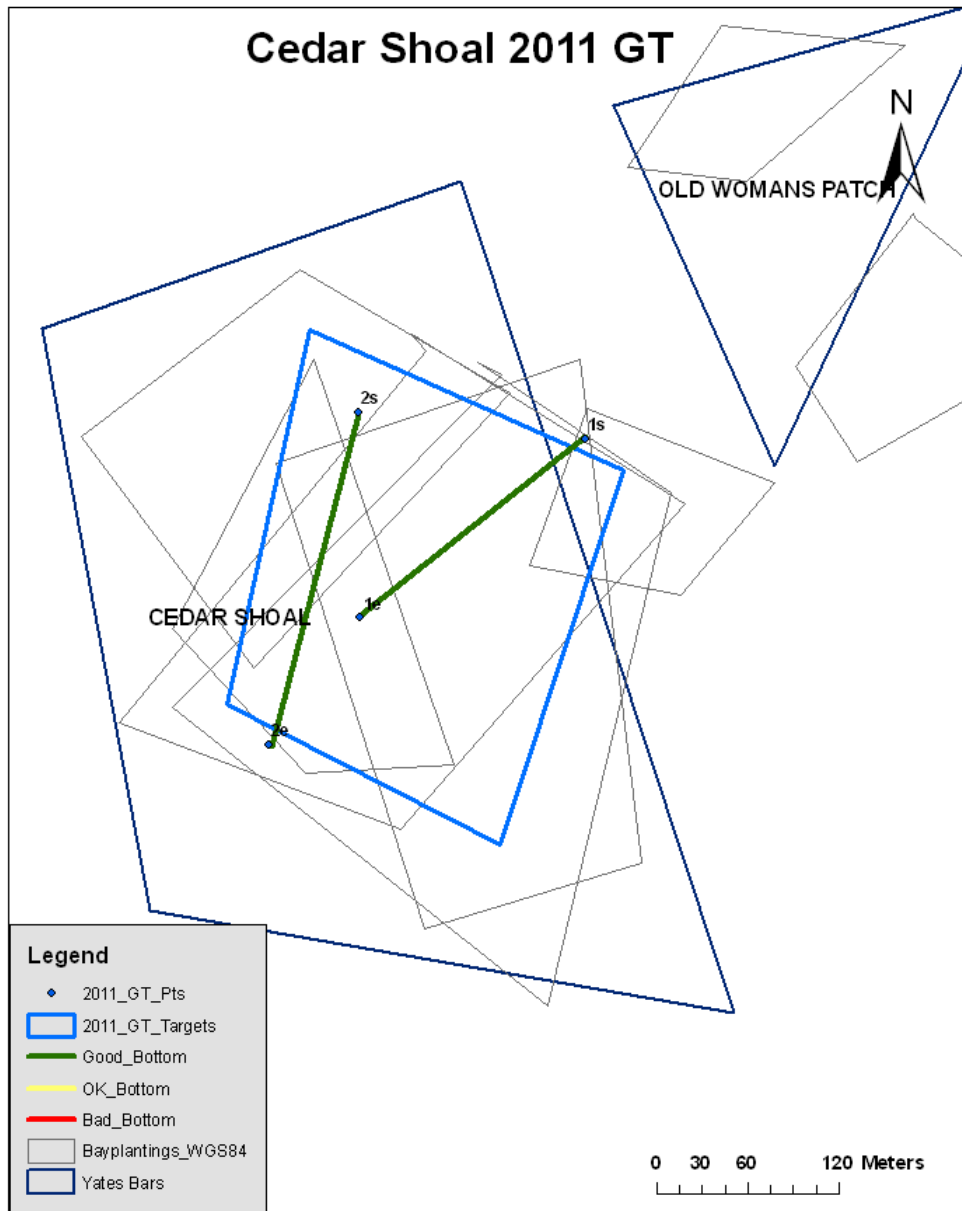 Cedar Shoal 2011 GT
N
OLD WOMANS PATCH
2s
1s
1e
CEDAR SHOAL
2e
Legend
2011_GT_Pts
2011_GT_Targets
Good_Bottom
OK_Bottom
Bad_Bottom
Bayplantings_WGS84
Yates Bars
0 30 60 120 Meters